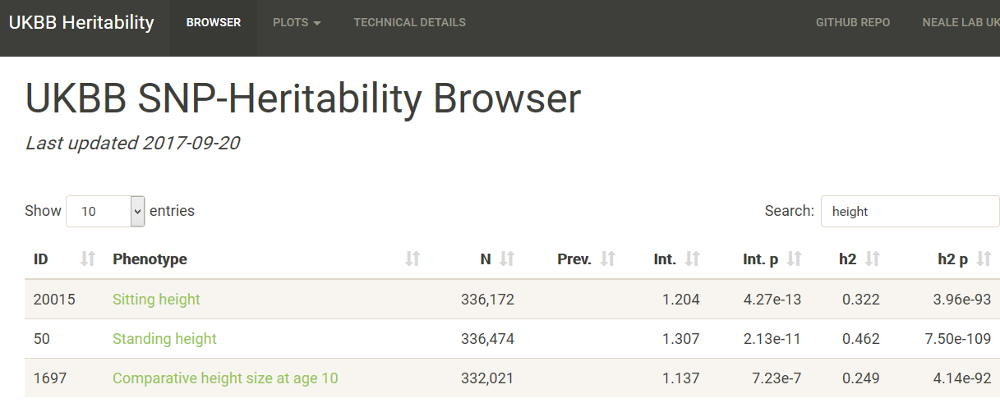 UKBB Heritability BROWSER PLOTS TECHNICAL DETAILS GITHUB REPO NEALE LAB UK
UKBB SNP-Heritability Browser
Last updated 2017-09-20
Show 10 entries Search: height
ID Phenotype N Prev. Int. Int. p h2 h2 p
20015 Sitting height 336,172 1.204 4.27e-13 0.322 3.96e-93
50 Standing height 336,474 1.307 2.13e-11 0.462 7.50e-109
1697 Comparative height size at age 10 332,021 1.137 7.23e-7 0.249 4.14e-92